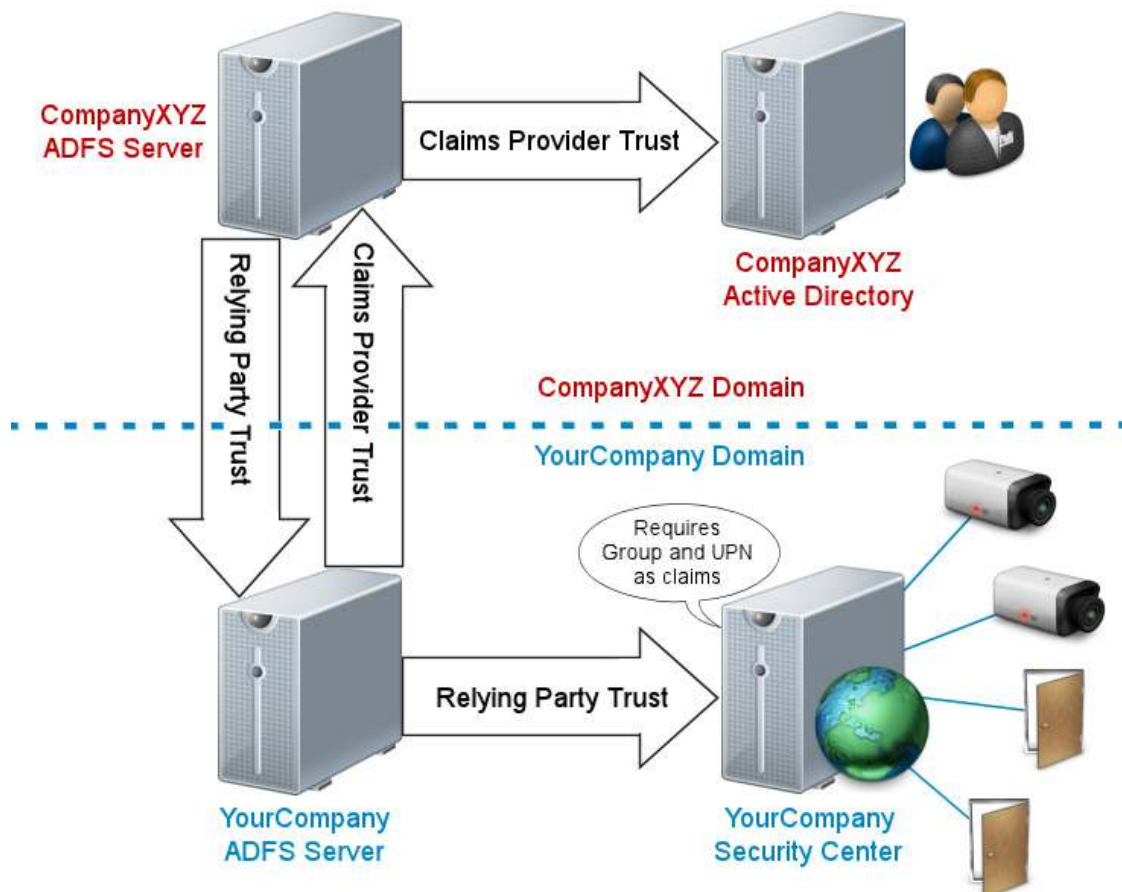 CompanyXYZ
ADFS Server
Claims Provider Trust
CompanyXYZ
Active Directory
Relying Party Trust
Claims Provider Trust
CompanyXYZ Domain
YourCompany Domain
Requires
Group and UPN
as claims
Relying Party Trust
YourCompany
ADFS Server
YourCompany
Security Center